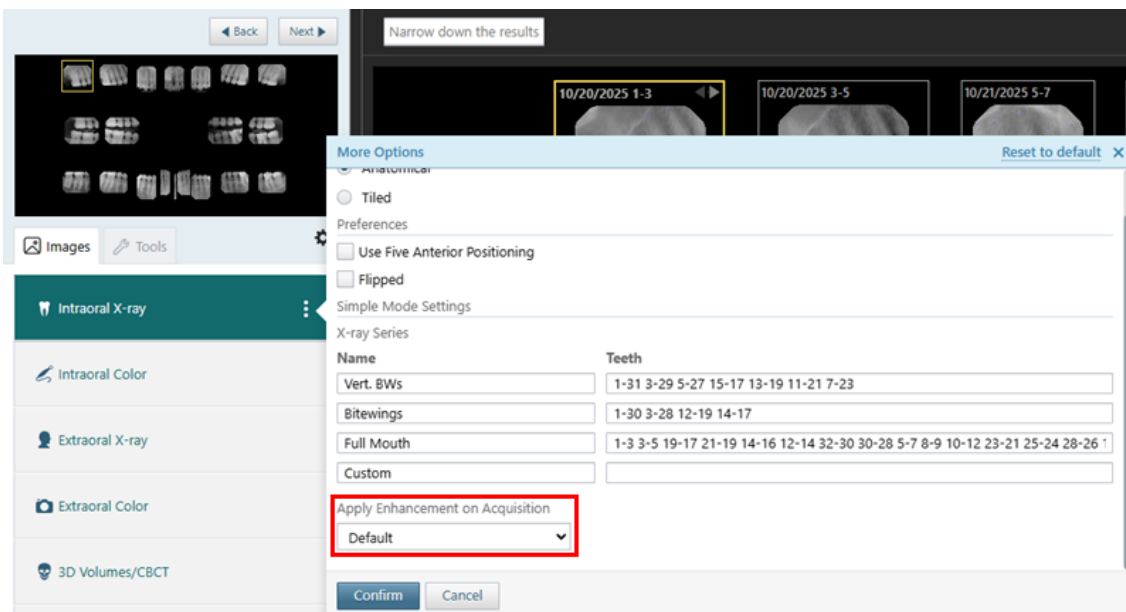 Back Next
Narrow down the results
10/20/2025 1-3
10/20/2025 3-5
10/21/2025 5-7
More Options
Reset to default
Anatomical
Tiled
Preferences
Use Five Anterior Positioning
Flipped
Simple Mode Settings
X-ray Series
Name Teeth
Vert. BWs 1-31 3-29 5-27 15-17 13-19 11-21 7-23
Bitewings 1-30 3-28 12-19 14-17
Full Mouth 1-3 3-5 19-17 21-19 14-16 12-14 32-30 30-28 5-7 8-9 10-12 23-21 25-24 28-26 1
Custom
Apply Enhancement on Acquisition
Default
Confirm Cancel
Images Tools
Intraoral X-ray
Intraoral Color
Extraoral X-ray
Extraoral Color
3D Volumes/CBCT